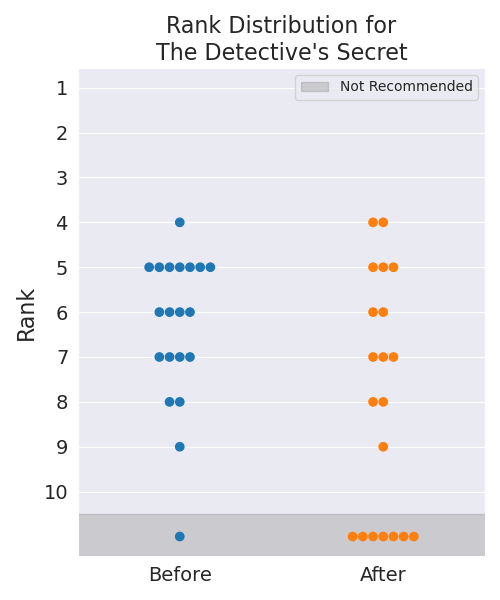 Rank Distribution for
The Detective's Secret
Not Recommended
1
2
3
4
5
6
7
8
9
10
Rank
Before
After